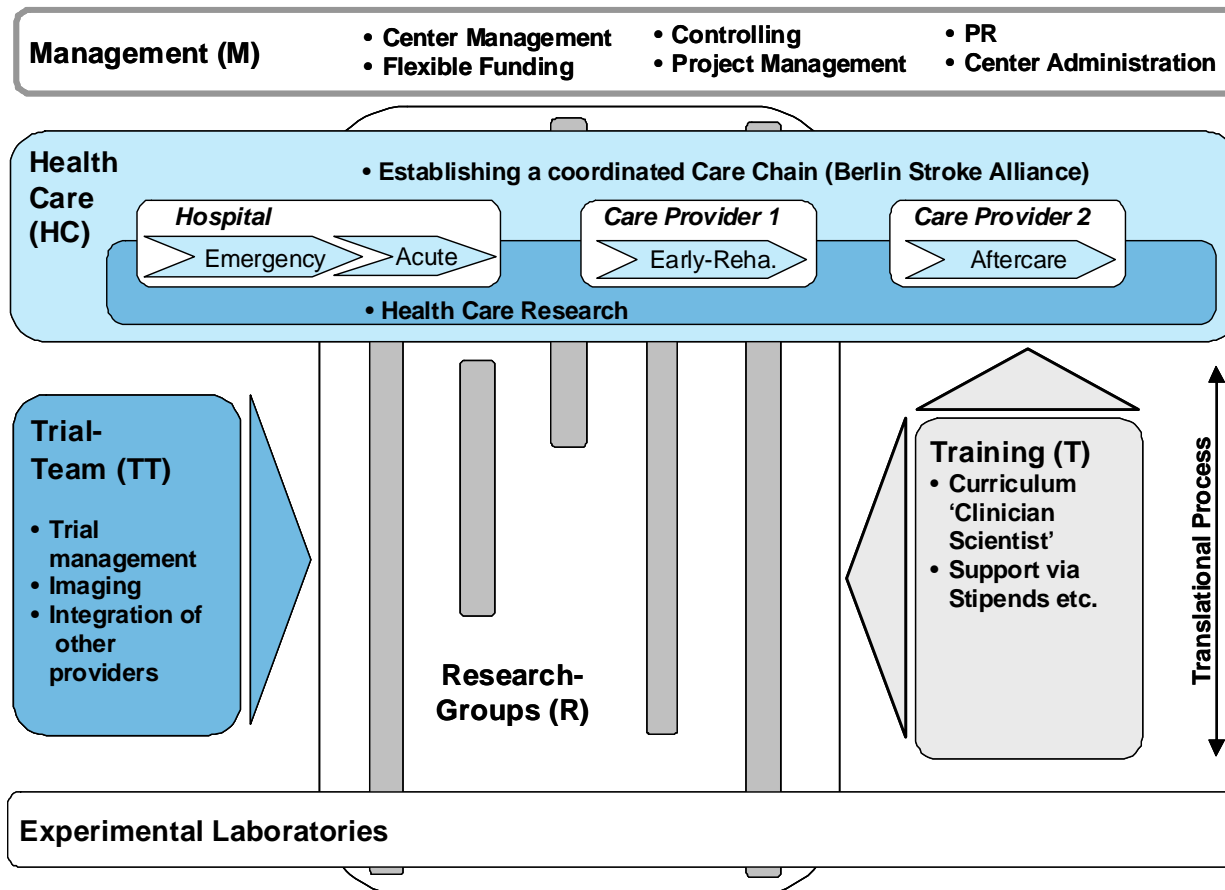 Management (M)
• Center Management
• Flexible Funding
• Controlling
• Project Management
• PR
• Center Administration
Health
Care
(HC)
• Establishing a coordinated Care Chain (Berlin Stroke Alliance)
Hospital
Emergency
Acute
Care Provider 1
Early-Reha.
Care Provider 2
Aftercare
• Health Care Research
Trial-
Team (TT)
• Trial
management
• Imaging
• Integration of
other
providers
Research-
Groups (R)
Training (T)
• Curriculum
‘Clinician
Scientist’
• Support via
Stipends etc.
Translational Process
Experimental Laboratories